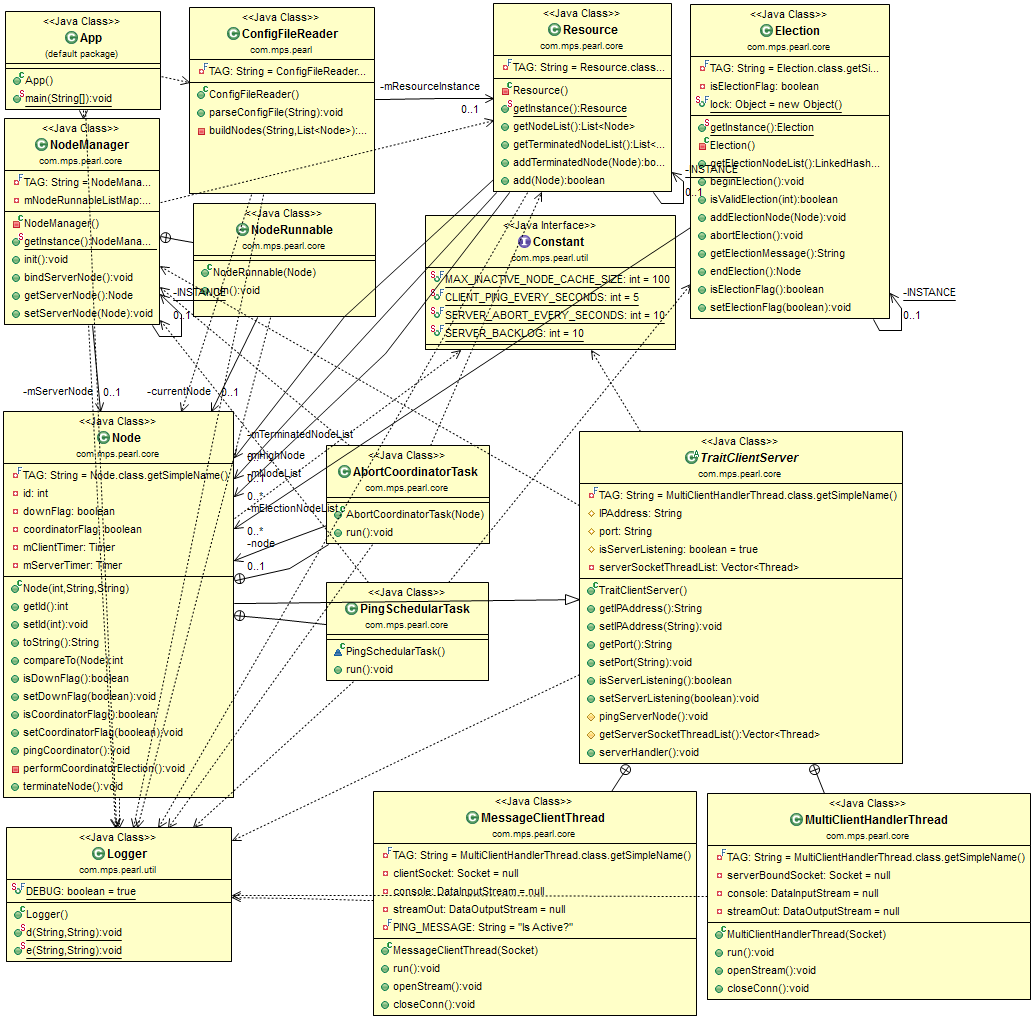 <<Java Class>>
App
(default package)
App()
main(String[]):void
<<Java Class>>
ConfigFileReader
com.mps.pearl
TAG: String = ConfigFileReader...
ConfigFileReader()
parseConfigFile(String):void
buildNodes(String,List<Node>):...
<<Java Class>>
Resource
com.mps.pearl.core
TAG: String = Resource.class...
Resource()
getInstance():Resource
getNodeList():List<Node>
getTerminatedNodeList():List<...
addTerminatedNode(Node):bo...
add(Node):boolean
<<Java Class>>
Election
com.mps.pearl.core
TAG: String = Election.class.getSi...
isElectionFlag: boolean
lock: Object = new Object()
getInstance():Election
Election()
getElectionNodeList():LinkedHash...
beginElection():void
isValidElection(int):boolean
addElectionNode(Node):void
abortElection():void
getElectionMessage():String
endElection():Node
isElectionFlag():boolean
setElectionFlag(boolean):void
-mResourceInstance
0..1
-INSTANCE
0..1
-INSTANCE
0..1
<<Java Class>>
NodeManager
com.mps.pearl.core
TAG: String = NodeMana...
mNodeRunnableListMap:...
NodeManager()
getInstance():NodeMana...
init():void
bindServerNode():void
getServerNode():Node
setServerNode(Node):void
-INSTANCE
0..1
<<Java Class>>
NodeRunnable
com.mps.pearl.core
NodeRunnable(Node)
run():void
<<Java Interface>>
Constant
com.mps.pearl.util
MAX_INACTIVE_NODE_CACHE_SIZE: int = 100
CLIENT_PING_EVERY_SECONDS: int = 5
SERVER_ABORT_EVERY_SECONDS: int = 10
SERVER_BACKLOG: int = 10
-mServerNode
0..1
-currentNode
0..1
-mTerminatedNodeList
-mHighNode
-mNodeList
0..1
0..*
-mElectionNodeList
0..*
-node
0..1
<<Java Class>>
Node
com.mps.pearl.core
TAG: String = Node.class.getSimpleName()
id: int
downFlag: boolean
coordinatorFlag: boolean
mClientTimer: Timer
mServerTimer: Timer
Node(int,String,String)
getId():int
setId(int):void
toString():String
compareTo(Node):int
isDownFlag():boolean
setDownFlag(boolean):void
isCoordinatorFlag():boolean
setCoordinatorFlag(boolean):void
pingCoordinator():void
performCoordinatorElection():void
terminateNode():void
<<Java Class>>
AbortCoordinatorTask
com.mps.pearl.core
AbortCoordinatorTask(Node)
run():void
<<Java Class>>
PingSchedularTask
com.mps.pearl.core
PingSchedularTask()
run():void
<<Java Class>>
TraitClientServer
com.mps.pearl.core
TAG: String = MultiClientHandlerThread.class.getSimpleName()
IPAddress: String
port: String
isServerListening: boolean = true
serverSocketThreadList: Vector<Thread>
TraitClientServer()
getIPAddress():String
setIPAddress(String):void
getPort():String
setPort(String):void
isServerListening():boolean
setServerListening(boolean):void
pingServerNode():void
getServerSocketThreadList():Vector<Thread>
serverHandler():void
<<Java Class>>
Logger
com.mps.pearl.util
DEBUG: boolean = true
Logger()
d(String,String):void
e(String,String):void
<<Java Class>>
MessageClientThread
com.mps.pearl.core
TAG: String = MultiClientHandlerThread.class.getSimpleName()
clientSocket: Socket = null
console: DataInputStream = null
streamOut: DataOutputStream = null
PING_MESSAGE: String = "Is Active?"
MessageClientThread(Socket)
run():void
openStream():void
closeConn():void
<<Java Class>>
MultiClientHandlerThread
com.mps.pearl.core
TAG: String = MultiClientHandlerThread.class.getSimpleName()
serverBoundSocket: Socket = null
console: DataInputStream = null
streamOut: DataOutputStream = null
MultiClientHandlerThread(Socket)
run():void
openStream():void
closeConn():void